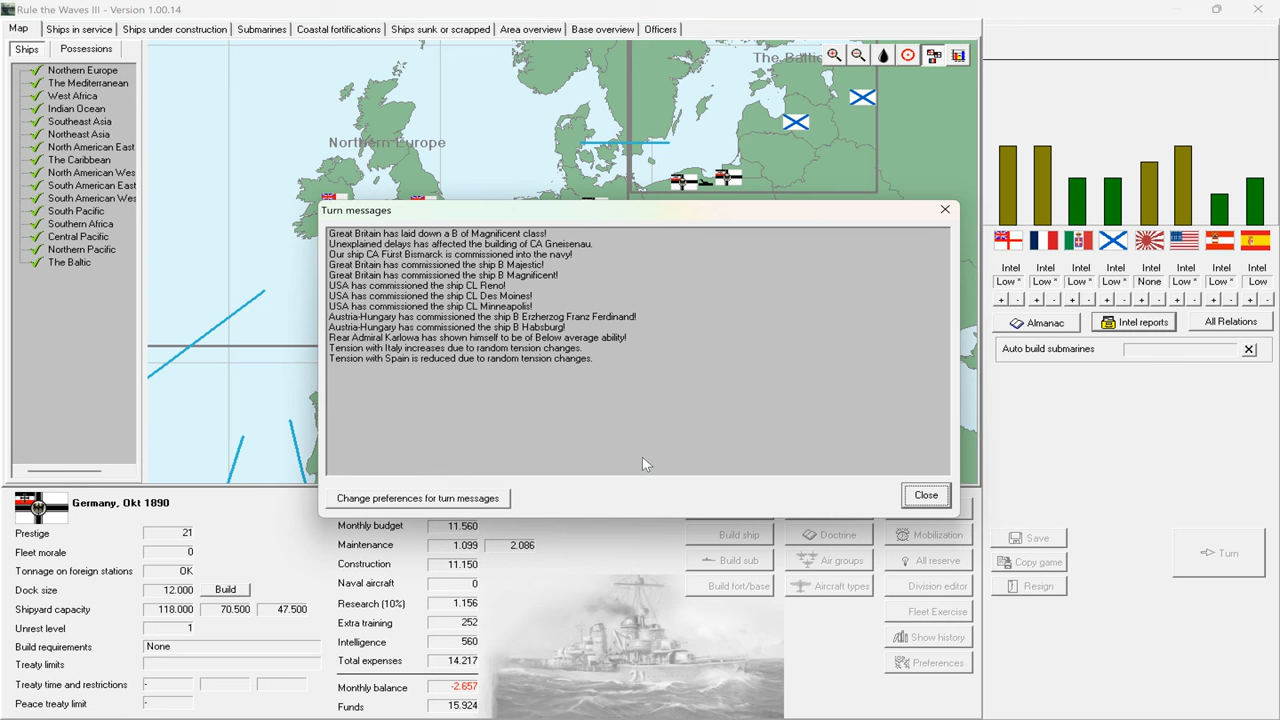 Rule the Waves III - Version 1.00.14
Map Ships in service Ships under construction Submarines Coastal fortifications Ships sunk or scrapped Area overview Base overview Officers
Ships Possessions
Northern Europe
The Mediterranean
West Africa
Indian Ocean
Southeast Asia
Northeast Asia
North American East
The Caribbean
North American Wes
South American East
South American Wes
South Pacific
Southern Africa
Central Pacific
Northern Pacific
The Baltic
The Baltic
Northern Europe
Turn messages
Great Britain has laid down a B of Magnificent class!
Unexplained delays has affected the building of CA Gneisenau.
Our ship CA Fürst Bismarck is commissioned into the navy!
Great Britain has commissioned the ship B Majestic!
Great Britain has commissioned the ship B Magnificent!
USA has commissioned the ship CL Reno!
USA has commissioned the ship CL Des Moines!
USA has commissioned the ship CL Minneapolis!
Austria-Hungary has commissioned the ship B Erzherzog Franz Ferdinand!
Austria-Hungary has commissioned the ship B Habsburg!
Rear Admiral Karlowa has shown himself to be of Below average ability!
Tension with Italy increases due to random tension changes.
Tension with Spain is reduced due to random tension changes.
Change preferences for turn messages Close
Intel Intel Intel Intel Intel Intel Intel Intel
Low * Low * Low * Low * None Low * Low * Low
+ - + - + - + - + - + - + - + -
Almanac Intel reports All Relations
Auto build submarines X
Germany, Okt 1890
Prestige 21
Fleet morale 0
Tonnage on foreign stations OK
Dock size 12.000 Build
Shipyard capacity 118.000 70.500 47.500
Unrest level 1
Build requirements None
Treaty limits
Treaty time and restrictions -
Peace treaty limit -
Monthly budget 11.560
Maintenance 1.099 2.086
Construction 11.150
Naval aircraft 0
Research (10%) 1.156
Extra training 252
Intelligence 560
Total expenses 14.217
Monthly balance -2.657
Funds 15.924
Build ship Doctrine Mobilization
Build sub Air groups All reserve
Build fort/base Aircraft types Division editor
Fleet Exercise
Show history
Preferences
Save
Copy game
Resign
Turn